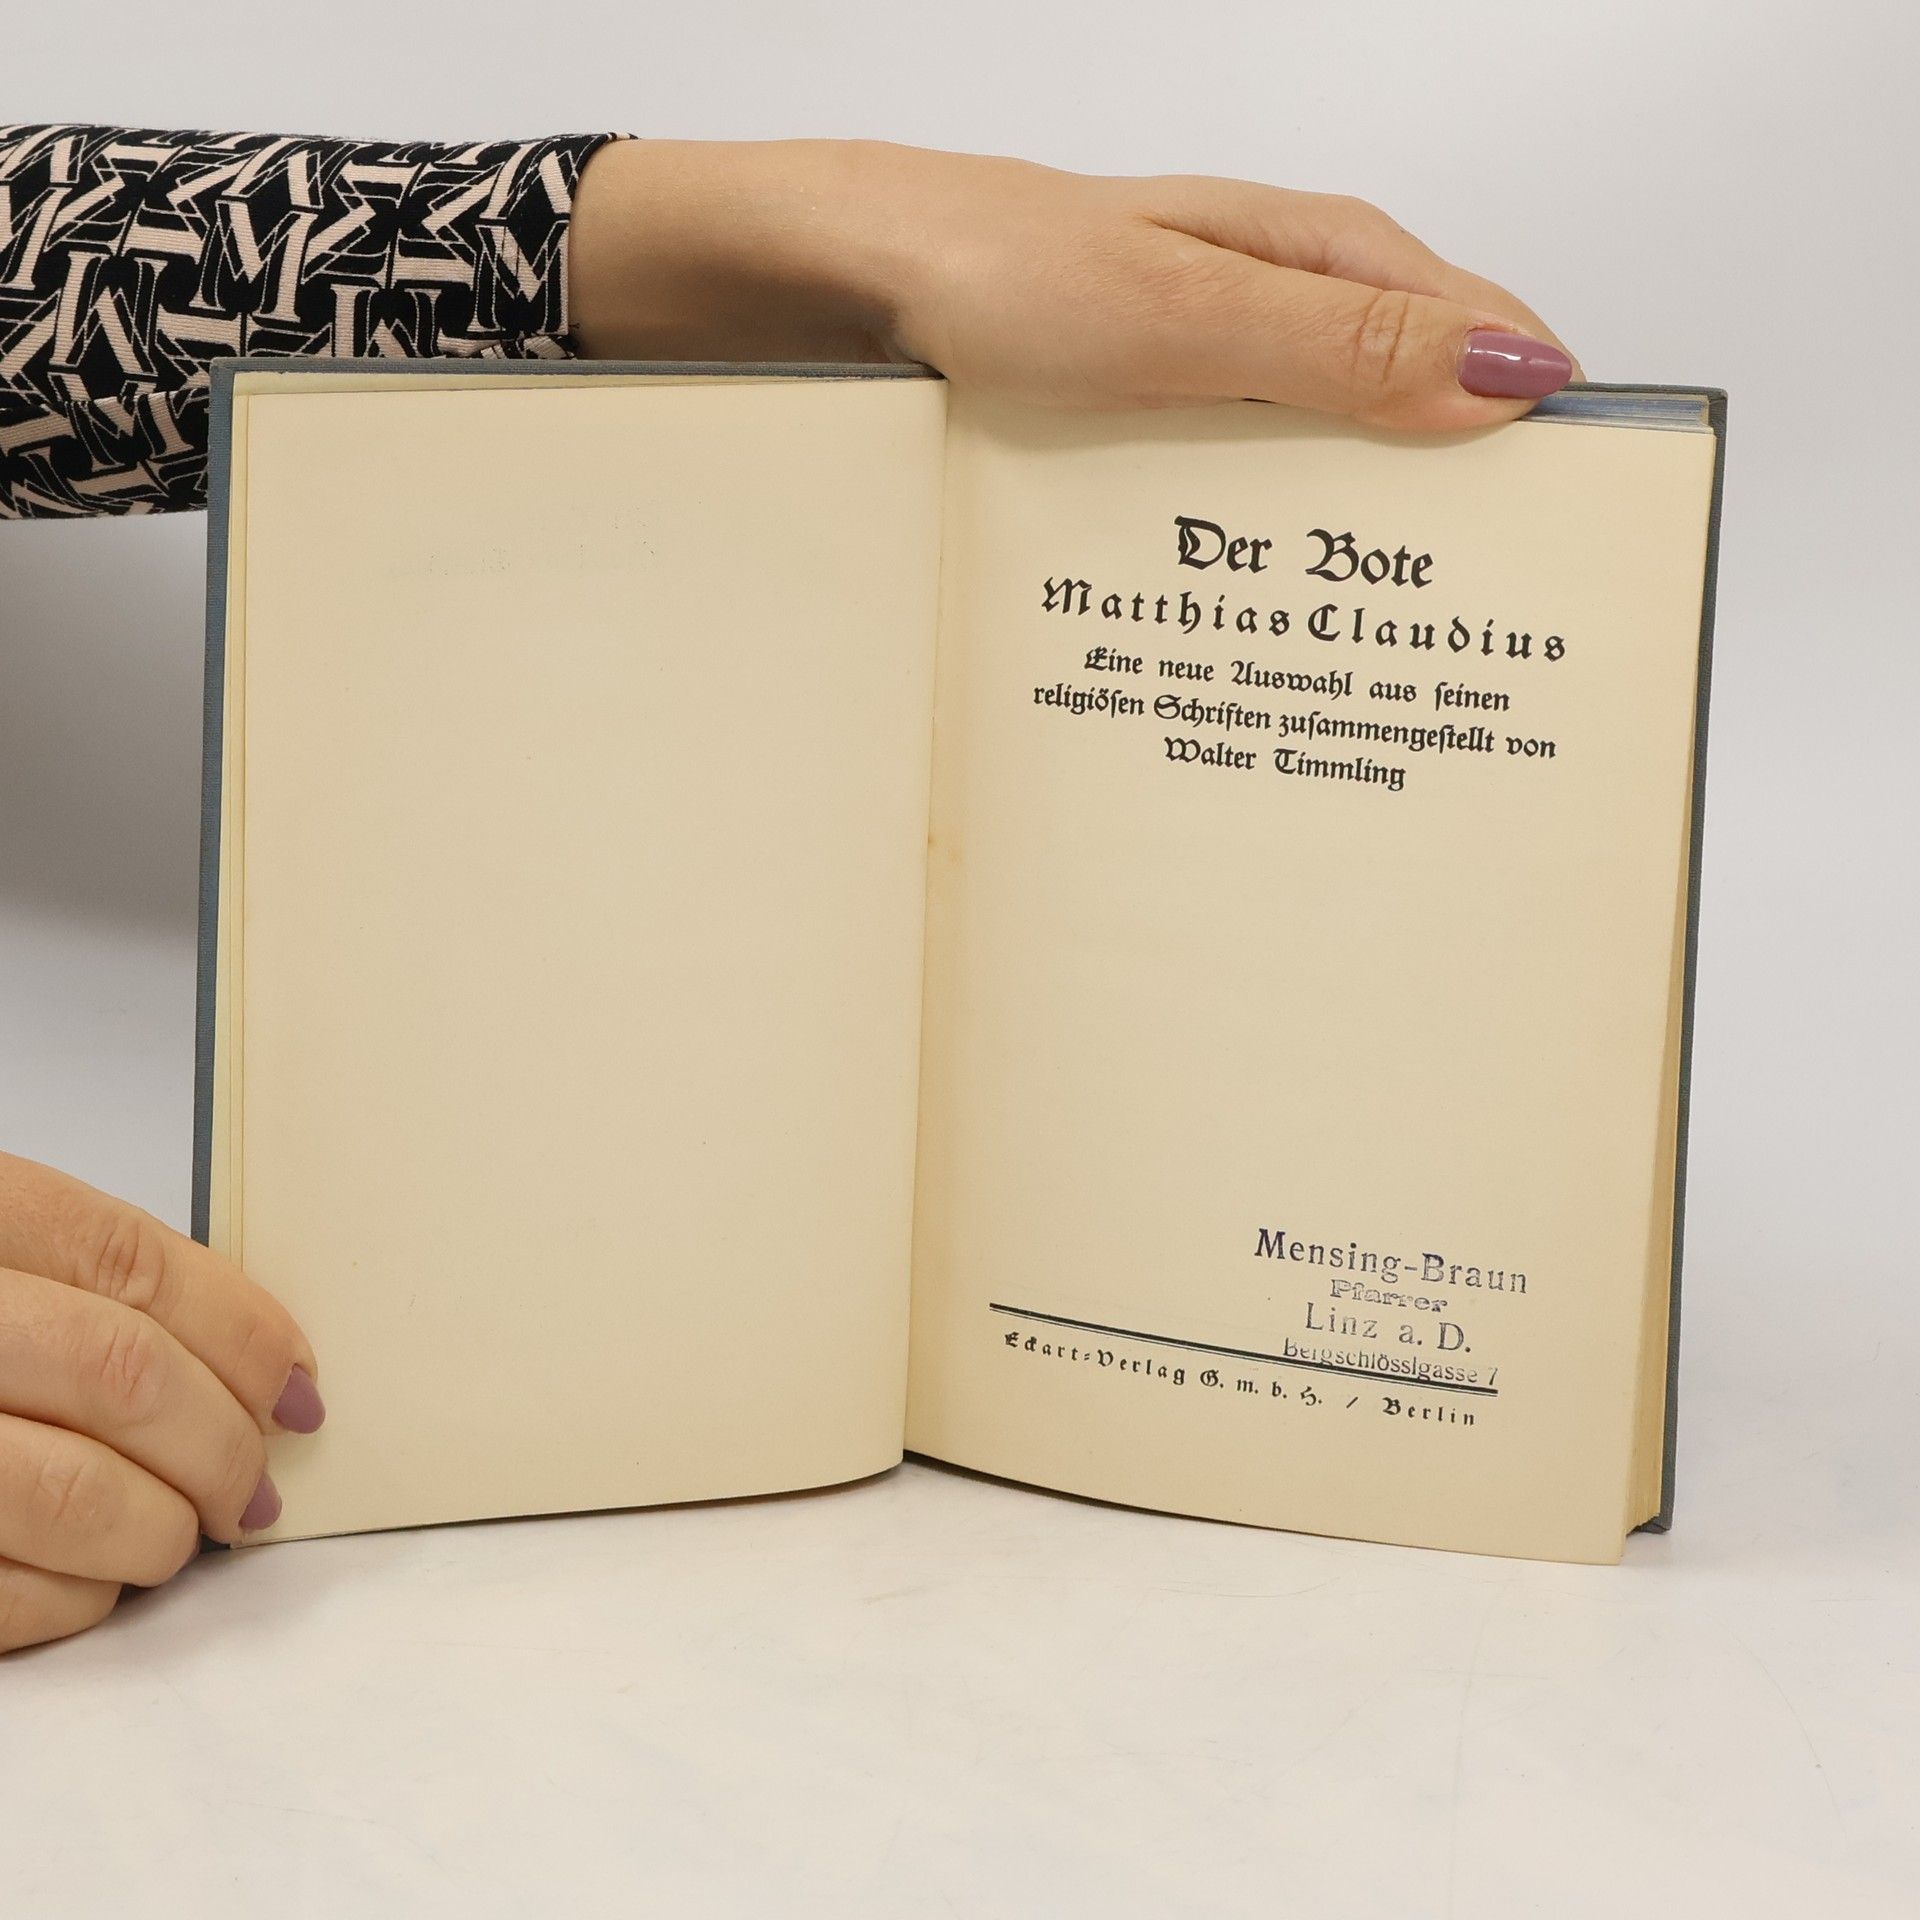 Der Bote
Matthias Claudius
Eine neue Auswahl aus ſeinen
religiöſen Schriften zuſammengeſtellt von
Walter Timmling
Mensing-Braun
Pfarrer
Linz a. D.
Bergschlösslgasse 7
Eckart-Verlag G. m. b. H. / Berlin